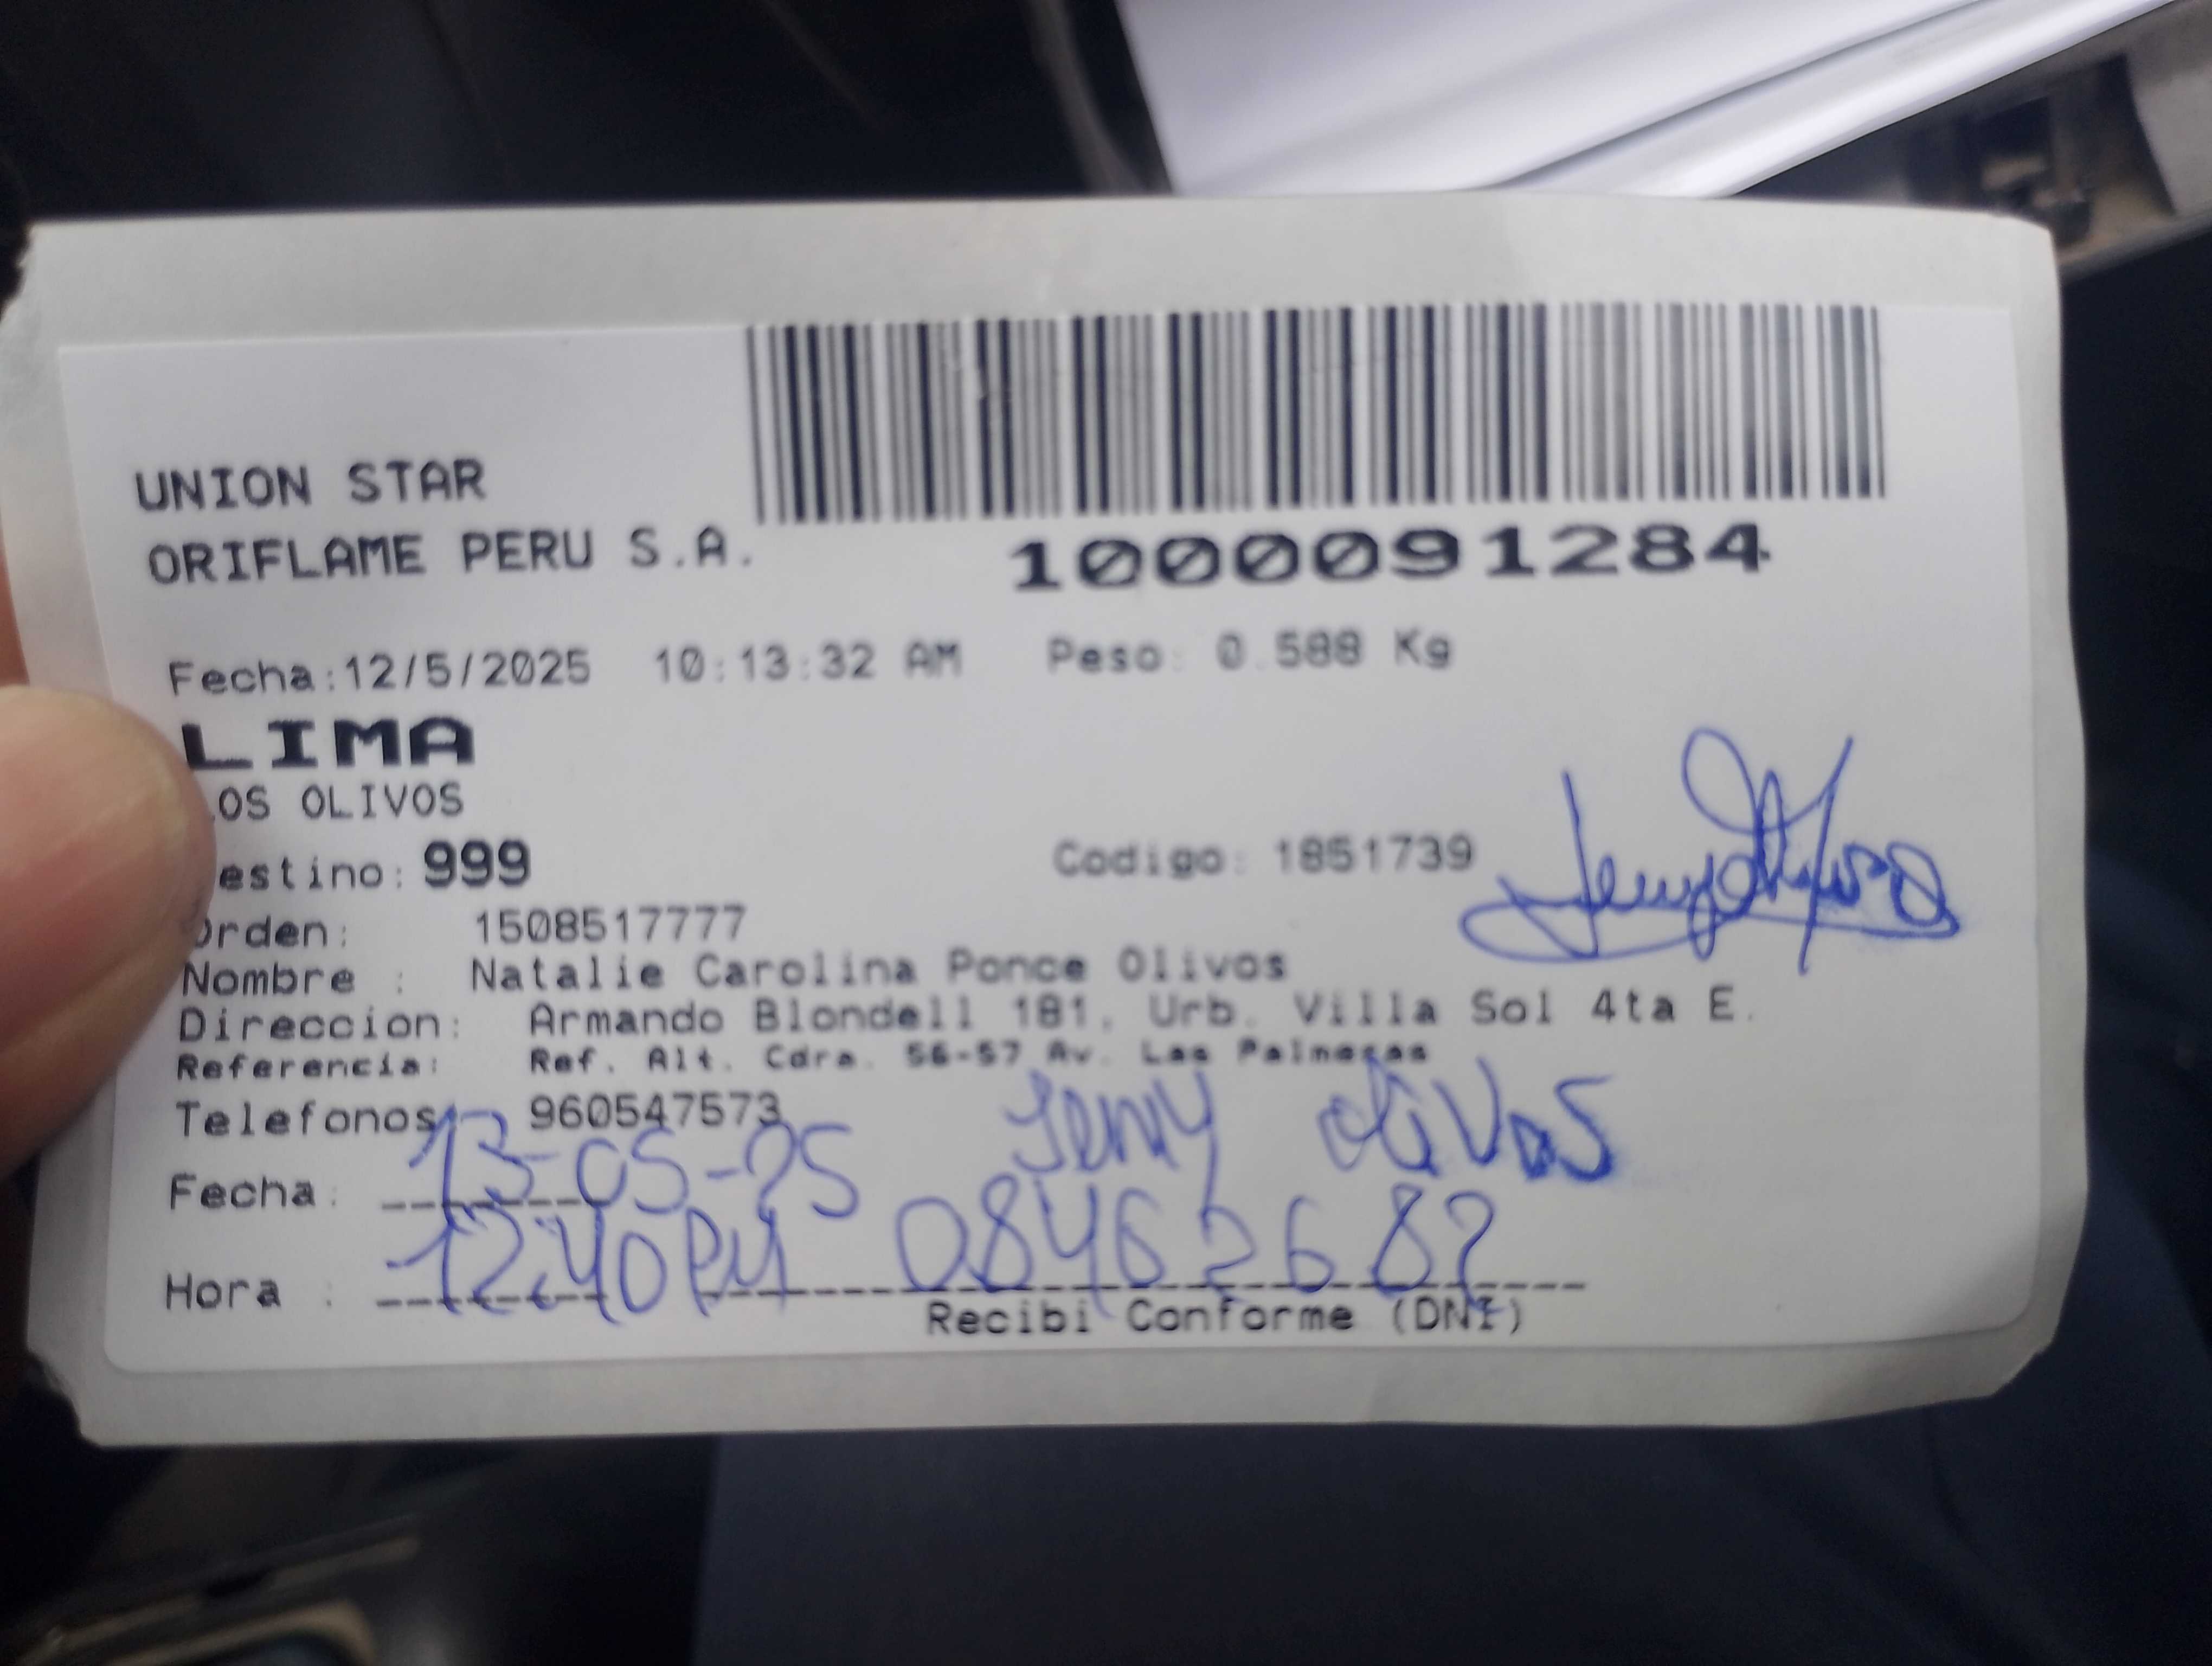 UNION STAR
ORIFLAME PERU S.A.
1000091284
Fecha:12/5/2025 10:13:32 AM Peso: 0.588 Kg
LIMA
LOS OLIVOS
estino: 999 Codigo: 1851739
Orden: 1508517777
Nombre : Natalie Carolina Ponce Olivos
Direccion: Armando Blondell 181, Urb. Villa Sol 4ta E.
Referencia: Ref. Alt. Cdra. 56-57 Av. Las Palmeras
Telefonos 960547573
Jenny Olivos
Fecha: 13-05-25
Hora : 12:40 PM 08462687
Recibi Conforme (DNI)